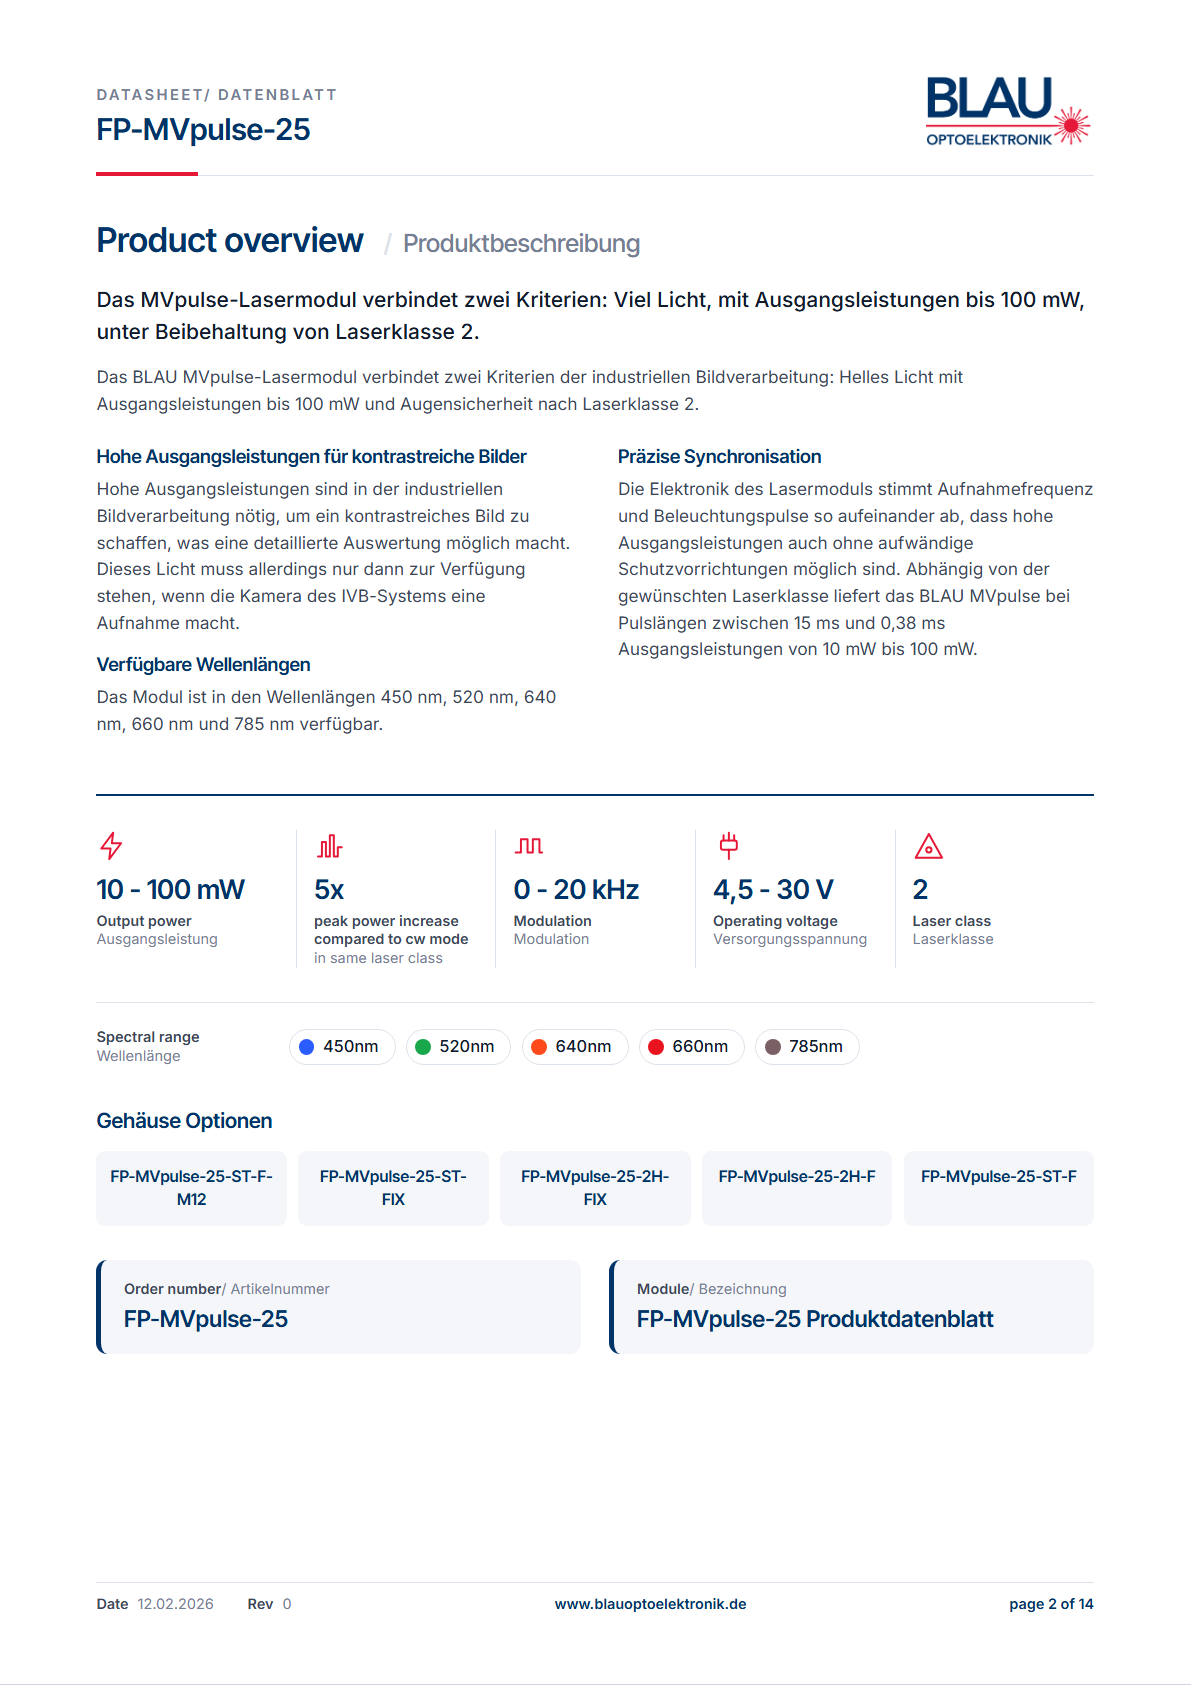 DATASHEET/ DATENBLATT
FP-MVpulse-25
BLAU
OPTOELEKTRONIK
Product overview / Produktbeschreibung
Das MVpulse-Lasermodul verbindet zwei Kriterien: Viel Licht, mit Ausgangsleistungen bis 100 mW,
unter Beibehaltung von Laserklasse 2.
Das BLAU MVpulse-Lasermodul verbindet zwei Kriterien der industriellen Bildverarbeitung: Helles Licht mit
Ausgangsleistungen bis 100 mW und Augensicherheit nach Laserklasse 2.
Hohe Ausgangsleistungen für kontrastreiche Bilder
Hohe Ausgangsleistungen sind in der industriellen
Bildverarbeitung nötig, um ein kontrastreiches Bild zu
schaffen, was eine detaillierte Auswertung möglich macht.
Dieses Licht muss allerdings nur dann zur Verfügung
stehen, wenn die Kamera des IVB-Systems eine
Aufnahme macht.
Verfügbare Wellenlängen
Das Modul ist in den Wellenlängen 450 nm, 520 nm, 640
nm, 660 nm und 785 nm verfügbar.
Präzise Synchronisation
Die Elektronik des Lasermoduls stimmt Aufnahmefrequenz
und Beleuchtungspulse so aufeinander ab, dass hohe
Ausgangsleistungen auch ohne aufwändige
Schutzvorrichtungen möglich sind. Abhängig von der
gewünschten Laserklasse liefert das BLAU MVpulse bei
Pulslängen zwischen 15 ms und 0,38 ms
Ausgangsleistungen von 10 mW bis 100 mW.
10 - 100 mW
Output power
Ausgangsleistung
5x
peak power increase
compared to cw mode
in same laser class
0 - 20 kHz
Modulation
Modulation
4,5 - 30 V
Operating voltage
Versorgungsspannung
2
Laser class
Laserklasse
Spectral range
Wellenlänge
450nm 520nm 640nm 660nm 785nm
Gehäuse Optionen
FP-MVpulse-25-ST-F-
M12
FP-MVpulse-25-ST-
FIX
FP-MVpulse-25-2H-
FIX
FP-MVpulse-25-2H-F
FP-MVpulse-25-ST-F
Order number/ Artikelnummer
FP-MVpulse-25
Module/ Bezeichnung
FP-MVpulse-25 Produktdatenblatt
Date 12.02.2026 Rev 0 www.blauoptoelektronik.de page 2 of 14